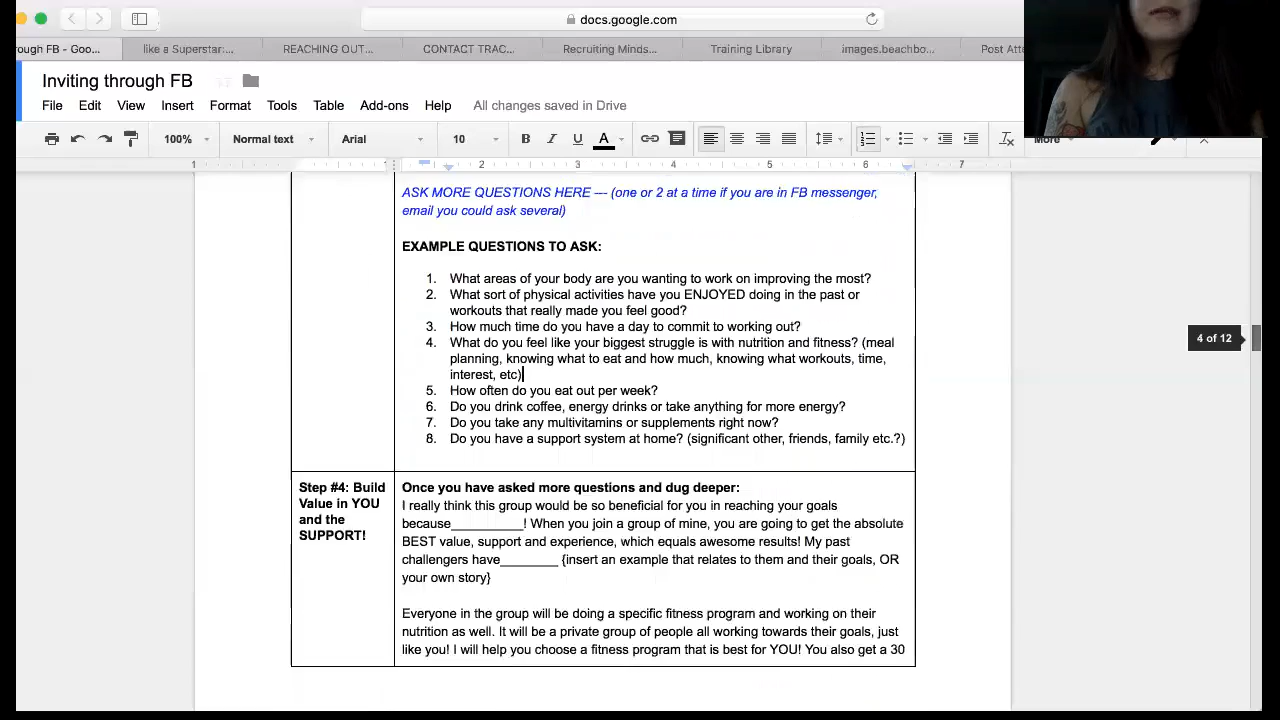 docs.google.com
rough FB - Goo...
like a Superstar:...
REACHING OUT...
CONTACT TRAC...
Recruiting Minds...
Training Library
images.beachbo...
Post Atte
Inviting through FB
File Edit View Insert Format Tools Table Add-ons Help All changes saved in Drive
100% Normal text Arial 10 B I U A More
1 1 2 3 4 5 6 7
ASK MORE QUESTIONS HERE --- (one or 2 at a time if you are in FB messenger,
email you could ask several)
EXAMPLE QUESTIONS TO ASK:
1. What areas of your body are you wanting to work on improving the most?
2. What sort of physical activities have you ENJOYED doing in the past or
workouts that really made you feel good?
3. How much time do you have a day to commit to working out?
4. What do you feel like your biggest struggle is with nutrition and fitness? (meal
planning, knowing what to eat and how much, knowing what workouts, time,
interest, etc)
5. How often do you eat out per week?
6. Do you drink coffee, energy drinks or take anything for more energy?
7. Do you take any multivitamins or supplements right now?
8. Do you have a support system at home? (significant other, friends, family etc.?)
4 of 12
Step #4: Build
Value in YOU
and the
SUPPORT!
Once you have asked more questions and dug deeper:
I really think this group would be so beneficial for you in reaching your goals
because__________! When you join a group of mine, you are going to get the absolute
BEST value, support and experience, which equals awesome results! My past
challengers have________ {insert an example that relates to them and their goals, OR
your own story}
Everyone in the group will be doing a specific fitness program and working on their
nutrition as well. It will be a private group of people all working towards their goals, just
like you! I will help you choose a fitness program that is best for YOU! You also get a 30